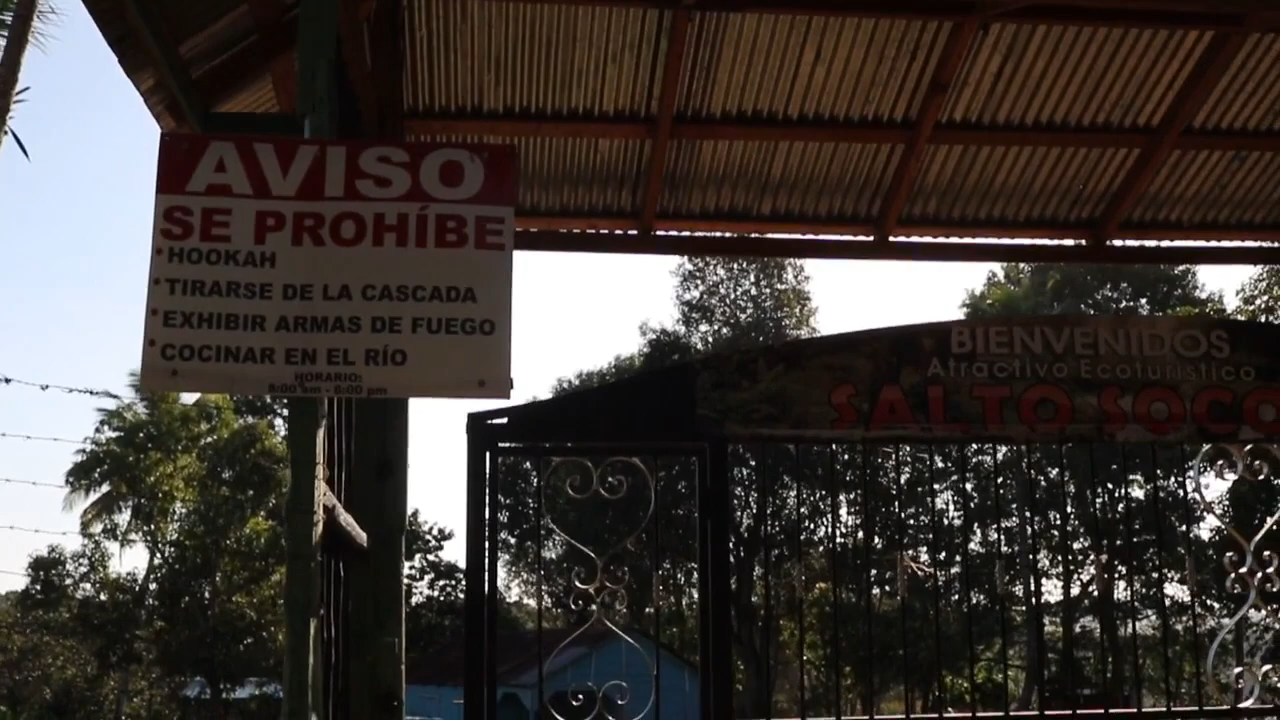 AVISO
SE PROHÍBE
• HOOKAH
• TIRARSE DE LA CASCADA
• EXHIBIR ARMAS DE FUEGO
• COCINAR EN EL RÍO
HORARIO:
8:00 am - 6:00 pm
BIENVENIDOS
Atractivo Ecoturístico
SALTO SOCO